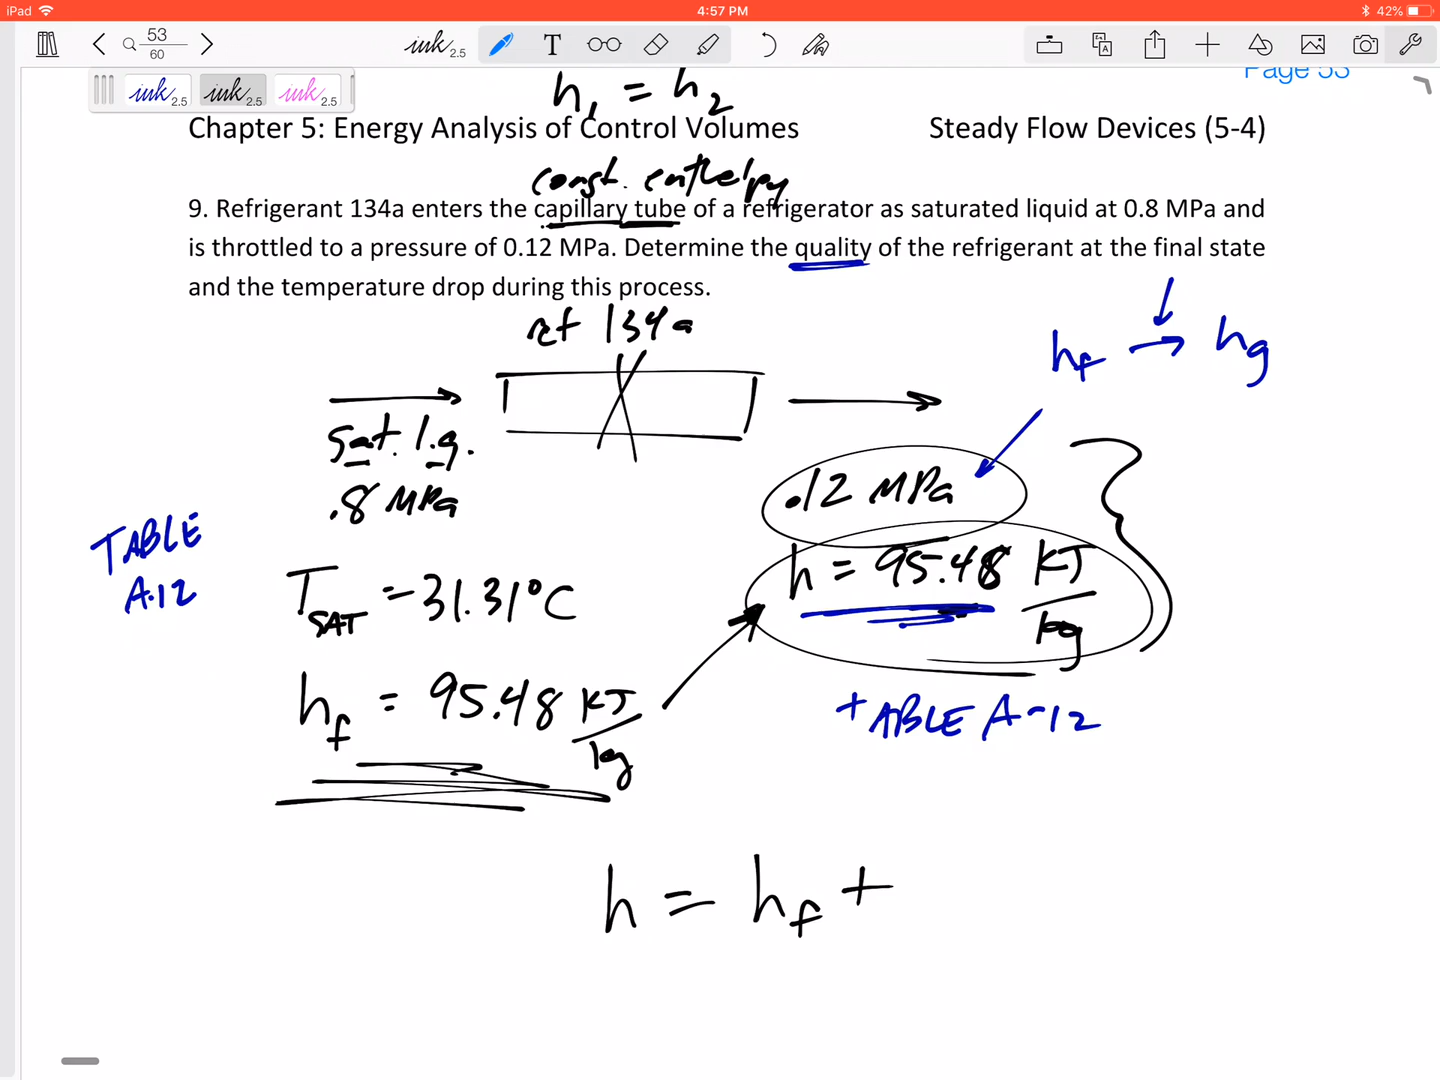 iPad 4:57 PM 42%
53
60
ink 2.5
T
ink 2.5 ink 2.5 ink 2.5
Page 53
h1 = h2
Chapter 5: Energy Analysis of Control Volumes Steady Flow Devices (5-4)
const. enthelpy
9. Refrigerant 134a enters the capillary tube of a refrigerator as saturated liquid at 0.8 MPa and
is throttled to a pressure of 0.12 MPa. Determine the quality of the refrigerant at the final state
and the temperature drop during this process.
ref 134a
hf → hg
Sat. liq.
.8 MPa
.12 MPa
TABLE
A-12
h = 95.48 KJ/kg
TSAT = 31.31°C
hf = 95.48 KJ/kg
TABLE A-12
h = hf +